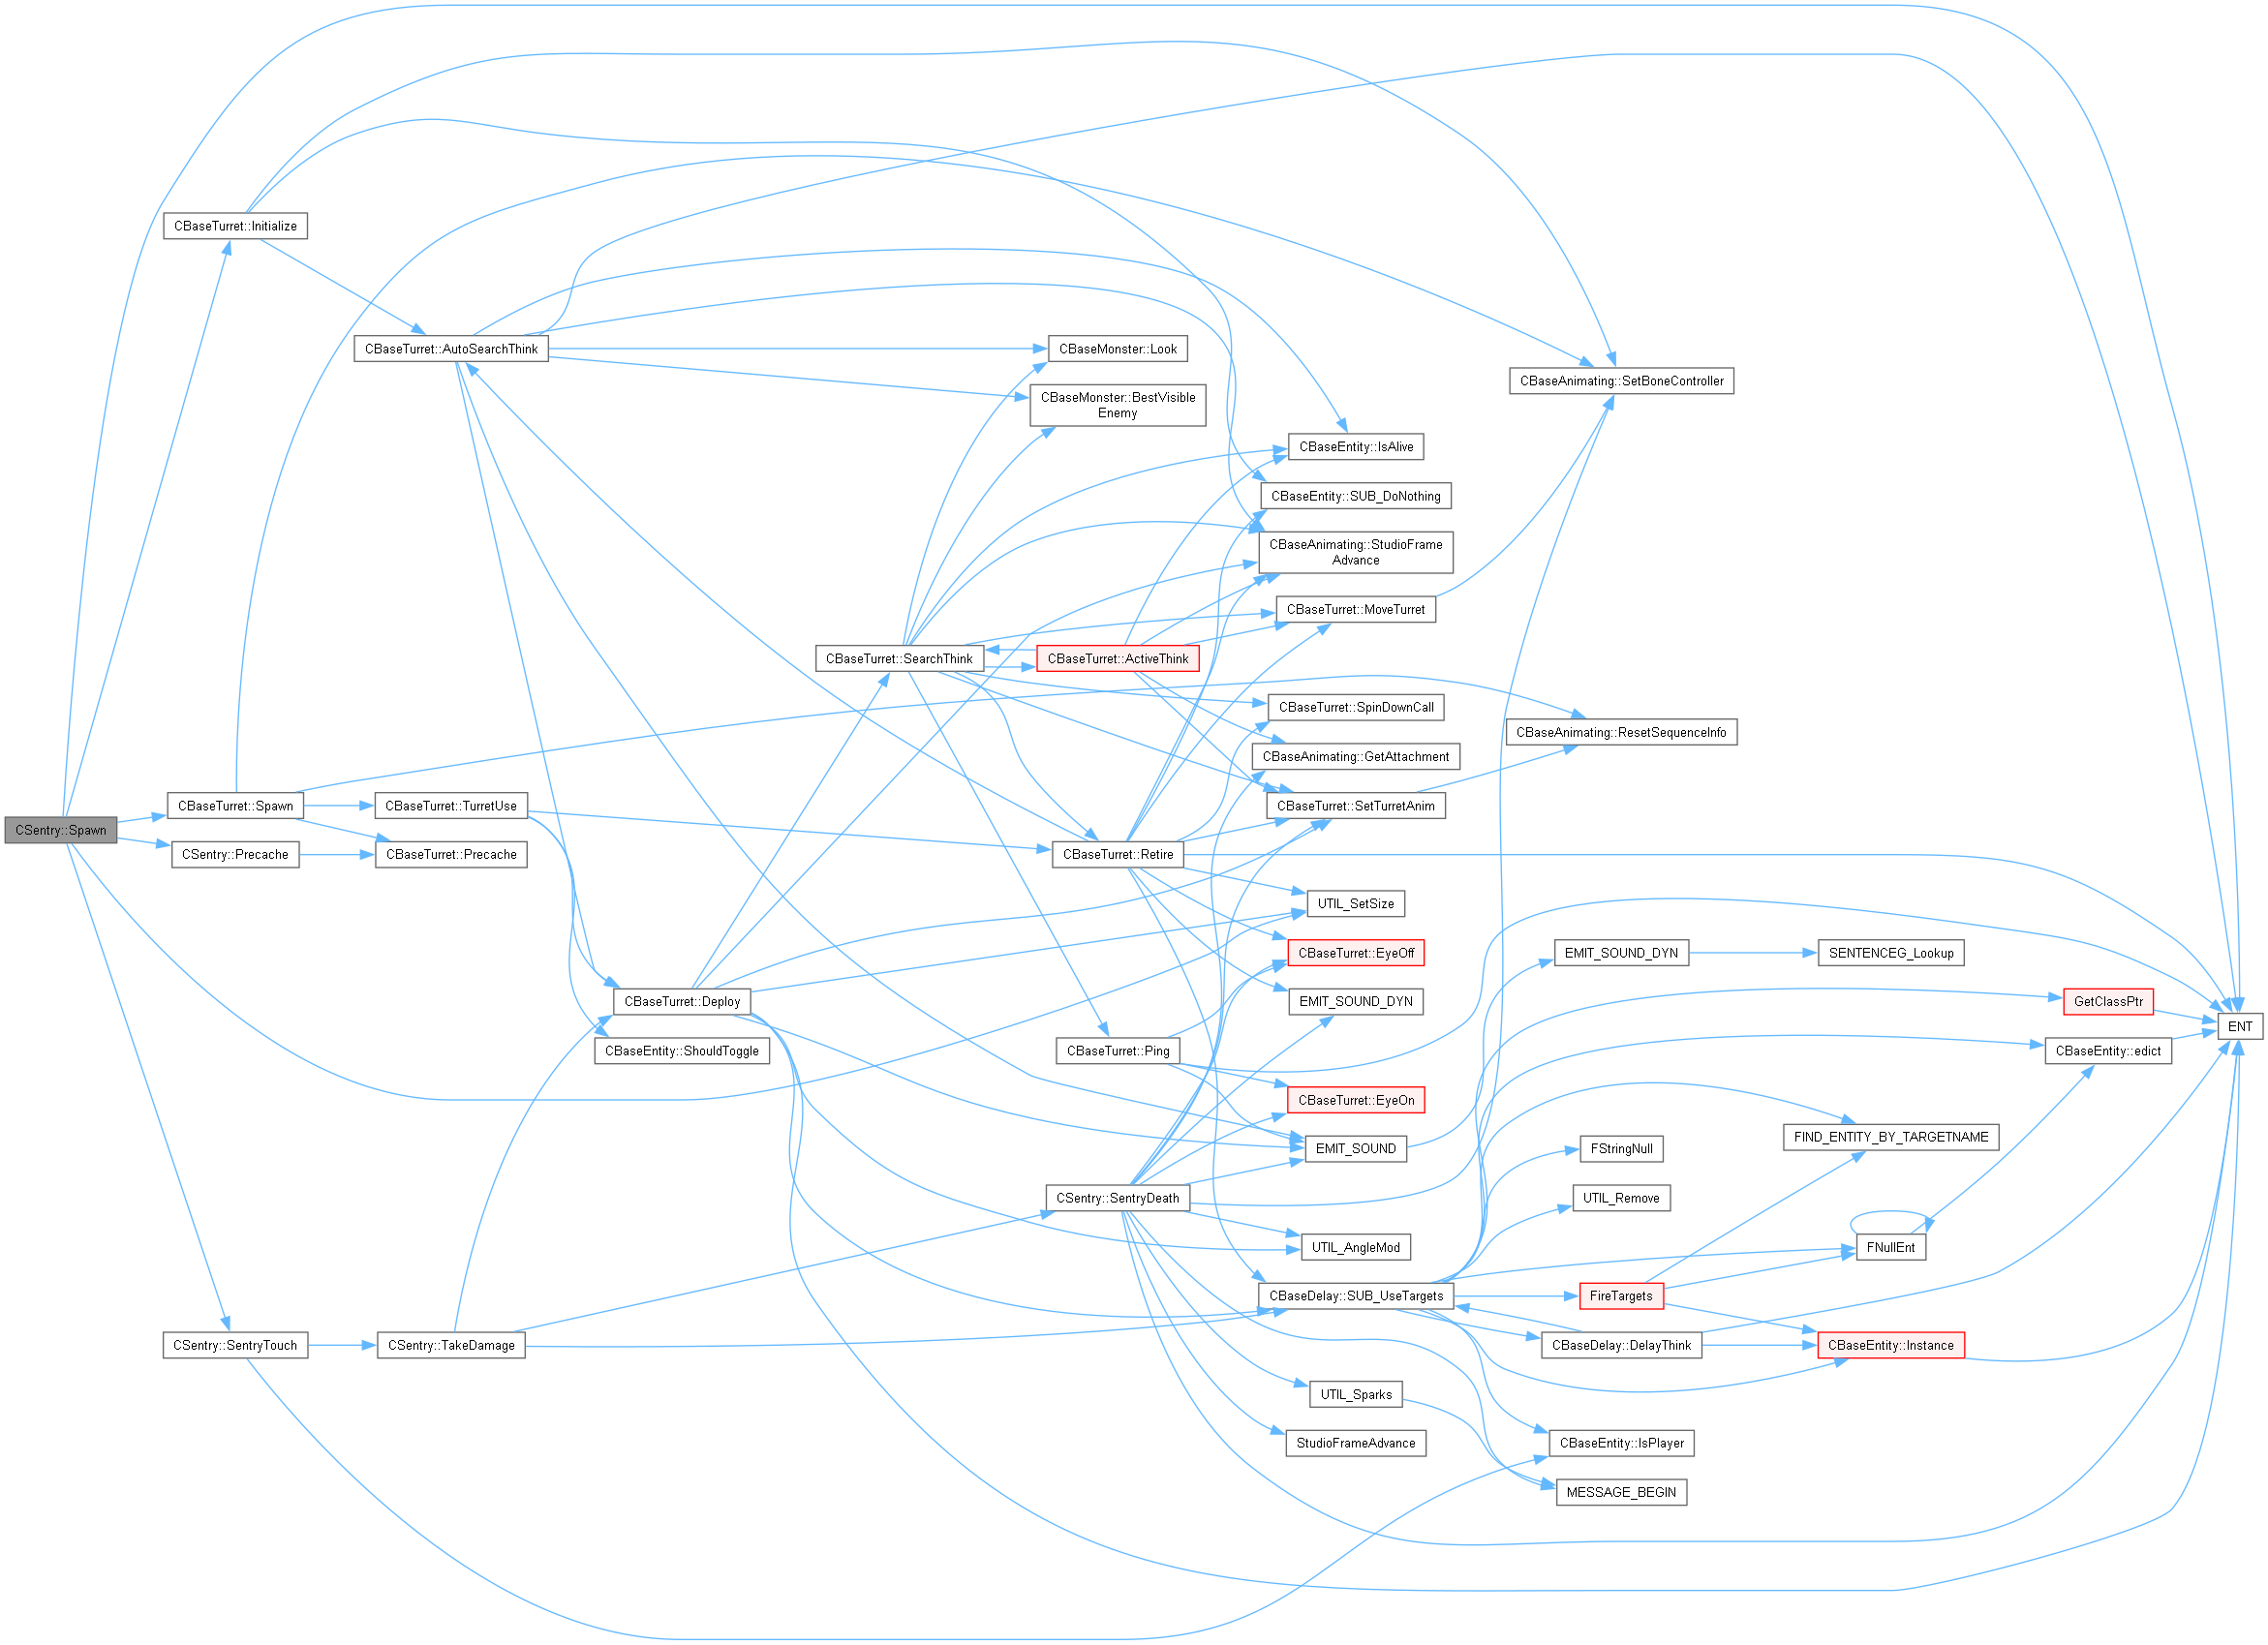 CBaseTurret::Initialize
CBaseTurret::AutoSearchThink
CBaseMonster::Look
CBaseAnimating::SetBoneController
CBaseMonster::BestVisible
Enemy
CBaseEntity::IsAlive
CBaseEntity::SUB_DoNothing
CBaseAnimating::StudioFrame
Advance
CBaseTurret::MoveTurret
CBaseTurret::SearchThink
CBaseTurret::ActiveThink
CBaseTurret::SpinDownCall
CBaseAnimating::ResetSequenceInfo
CBaseAnimating::GetAttachment
CBaseTurret::Spawn
CBaseTurret::TurretUse
CBaseTurret::SetTurretAnim
CSentry::Spawn
CSentry::Precache
CBaseTurret::Precache
CBaseTurret::Retire
UTIL_SetSize
CBaseTurret::EyeOff
EMIT_SOUND_DYN
SENTENCEG_Lookup
CBaseTurret::Deploy
EMIT_SOUND_DYN
GetClassPtr
ENT
CBaseEntity::ShouldToggle
CBaseTurret::Ping
CBaseEntity::edict
CBaseTurret::EyeOn
FIND_ENTITY_BY_TARGETNAME
EMIT_SOUND
FStringNull
CSentry::SentryDeath
UTIL_Remove
UTIL_AngleMod
FNullEnt
CBaseDelay::SUB_UseTargets
FireTargets
CSentry::SentryTouch
CSentry::TakeDamage
CBaseDelay::DelayThink
CBaseEntity::Instance
UTIL_Sparks
StudioFrameAdvance
CBaseEntity::IsPlayer
MESSAGE_BEGIN